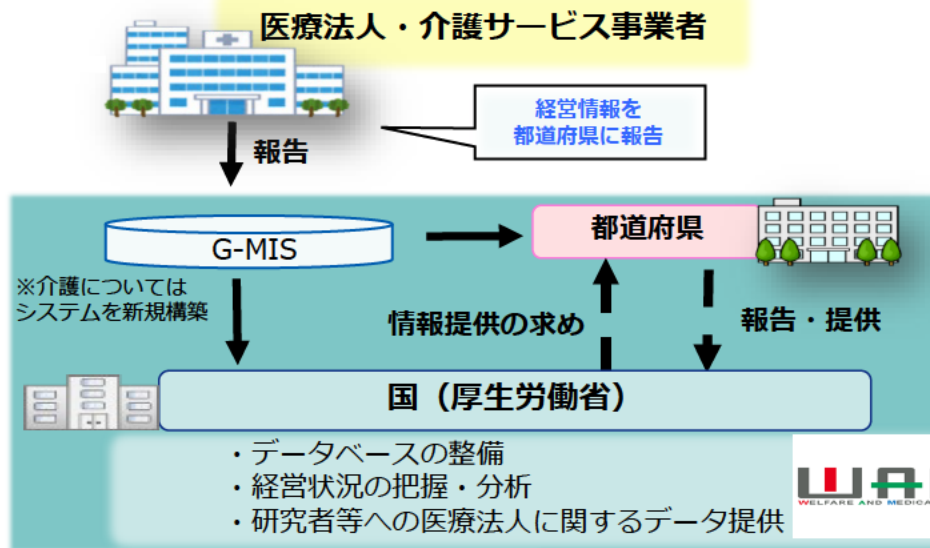 医療法人・介護サービス事業者
経営情報を
都道府県に報告
報告
G-MIS
都道府県
※介護については
システムを新規構築
情報提供の求め
報告・提供
国（厚生労働省）
・データベースの整備
・経営状況の把握・分析
・研究者等への医療法人に関するデータ提供
WA
WELFARE AND MEDICA